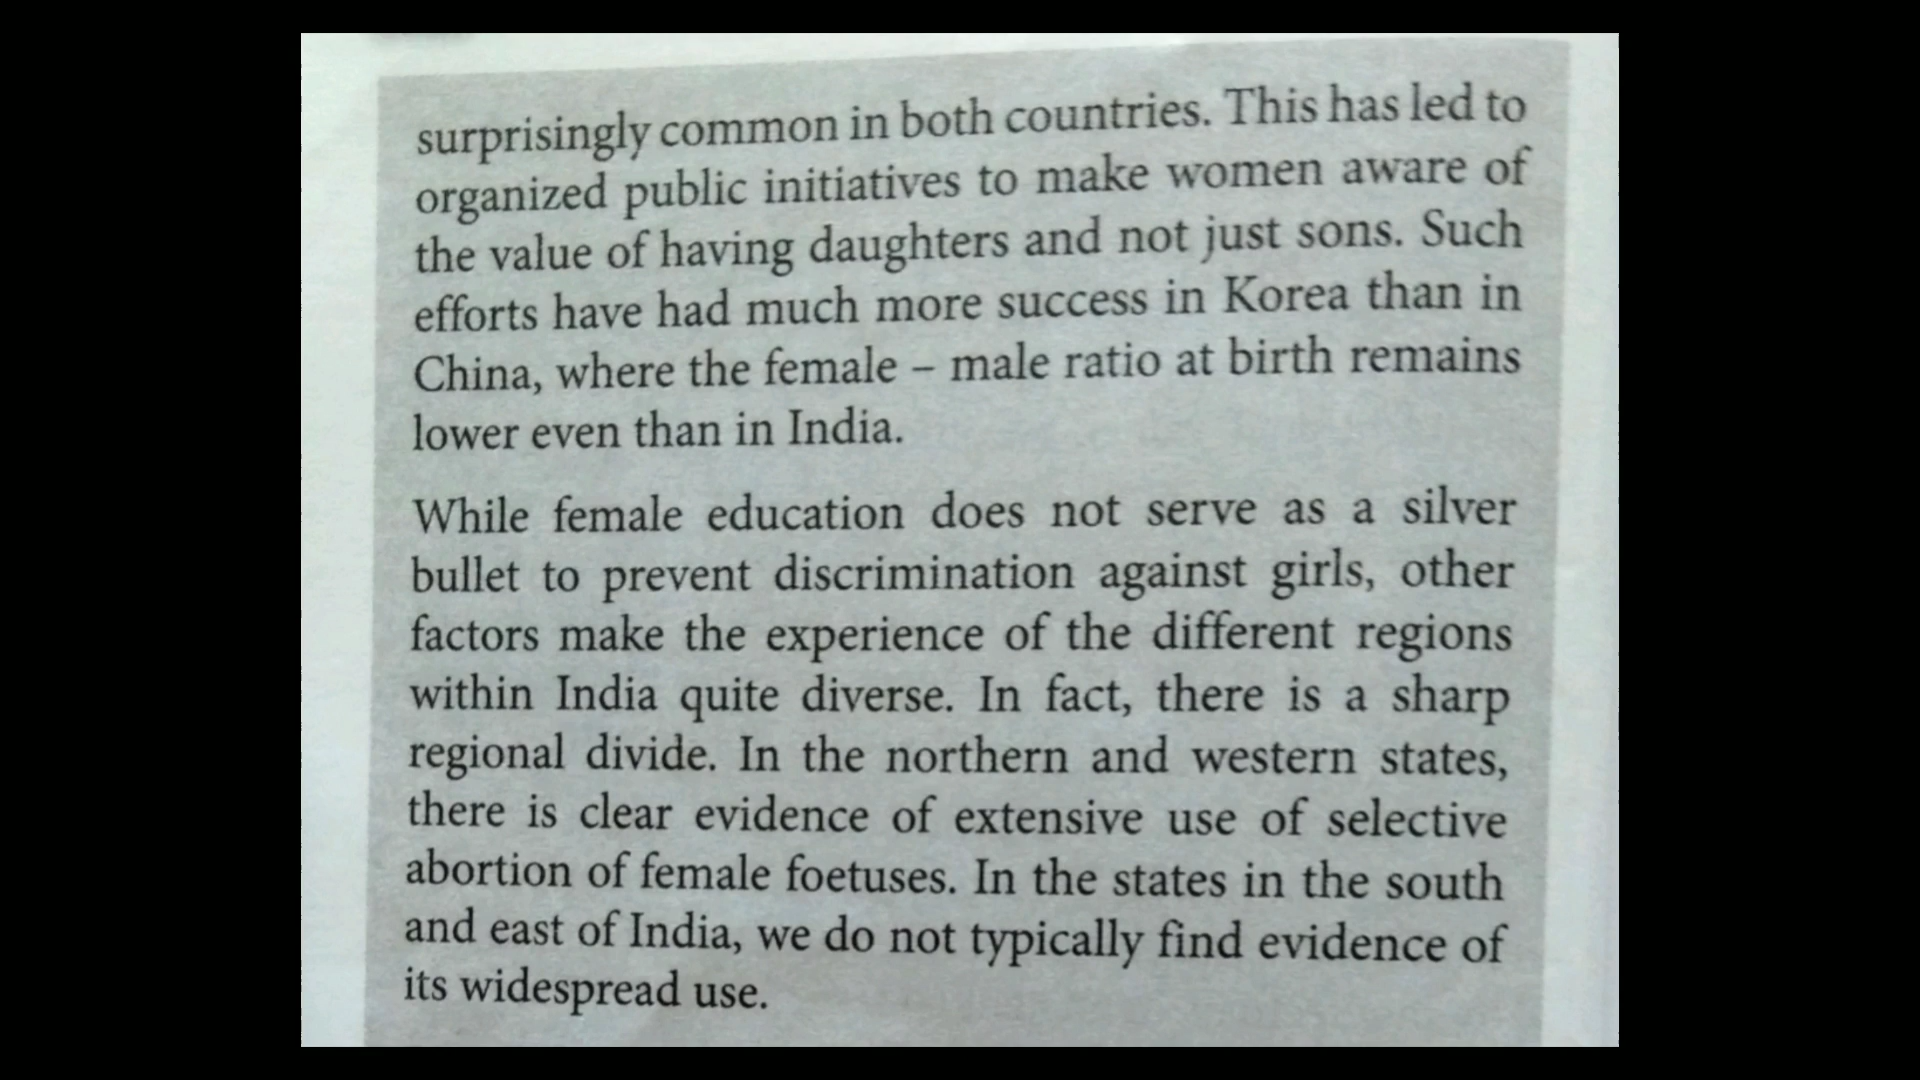 surprisingly common in both countries. This has led to
organized public initiatives to make women aware of
the value of having daughters and not just sons. Such
efforts have had much more success in Korea than in
China, where the female – male ratio at birth remains
lower even than in India.
While female education does not serve as a silver
bullet to prevent discrimination against girls, other
factors make the experience of the different regions
within India quite diverse. In fact, there is a sharp
regional divide. In the northern and western states,
there is clear evidence of extensive use of selective
abortion of female foetuses. In the states in the south
and east of India, we do not typically find evidence of
its widespread use.